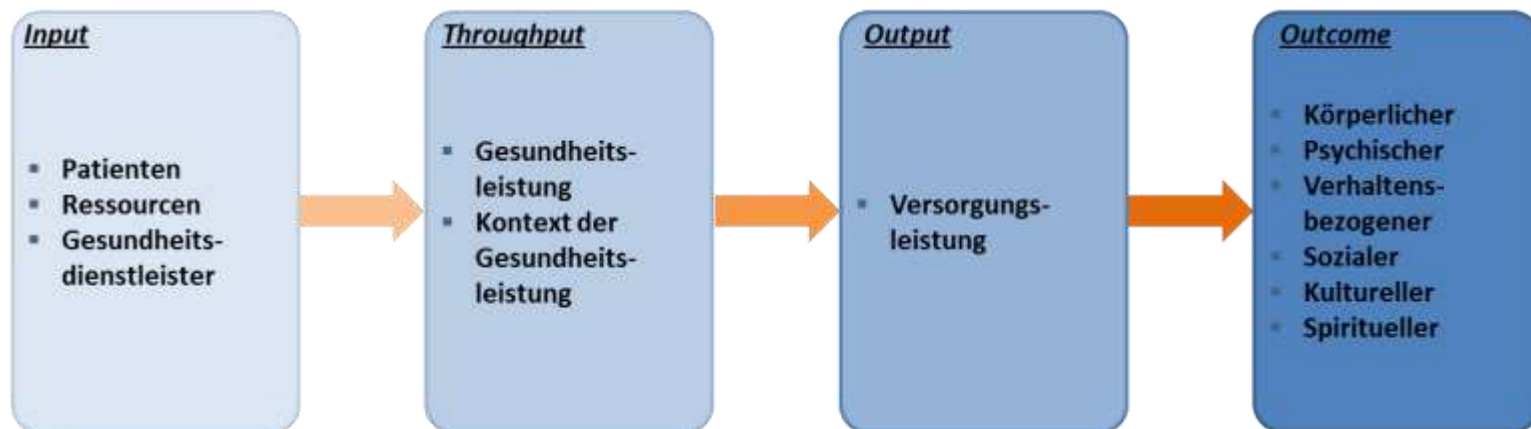 Input
Patienten
Ressourcen
Gesundheits-
dienstleister
Throughput
Gesundheits-
leistung
Kontext der
Gesundheits-
leistung
Output
Versorgungs-
leistung
Outcome
Körperlicher
Psychischer
Verhaltens-
bezogener
Sozialer
Kultureller
Spiritueller